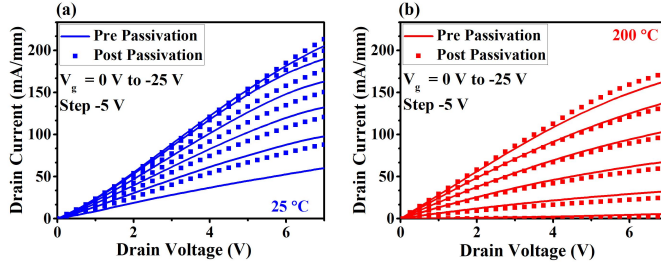 (a)
Pre Passivation
Post Passivation
V_g = 0 V to -25 V
Step -5 V
25 °C
Drain Current (mA/mm)
200
150
100
50
0
0 2 4 6
Drain Voltage (V)
(b)
Pre Passivation
200 °C
Post Passivation
V_g = 0 V to -25 V
Step -5 V
Drain Current (mA/mm)
200
150
100
50
0
0 2 4 6
Drain Voltage (V)